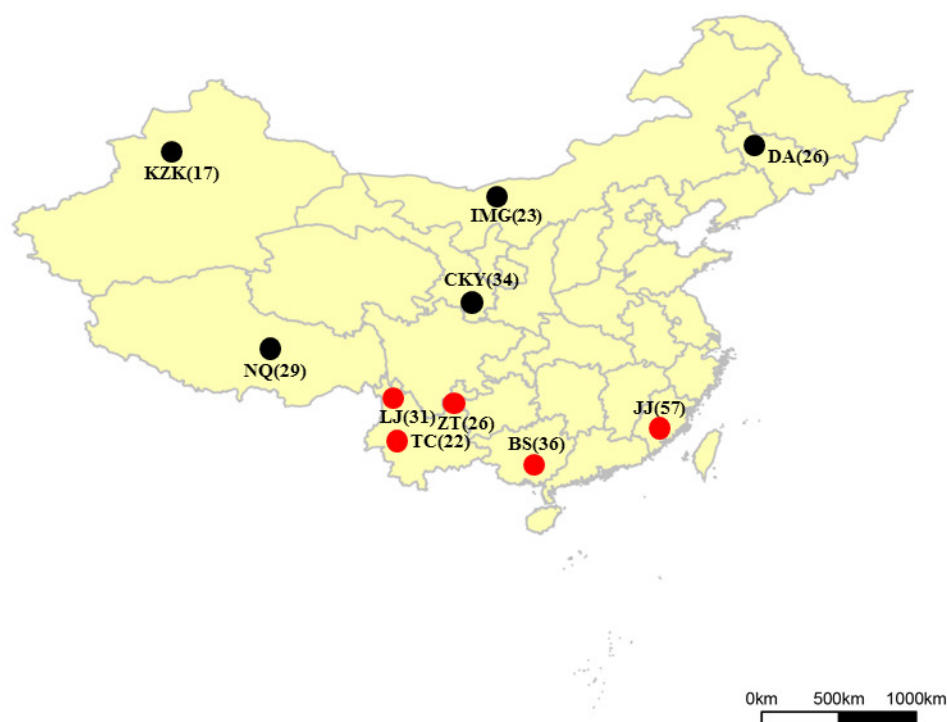 DA(26)
KZK(17)
IMG(23)
CKY(34)
NQ(29)
LJ(31)
ZT(26)
JJ(57)
TC(22)
BS(36)
0km 500km 1000km